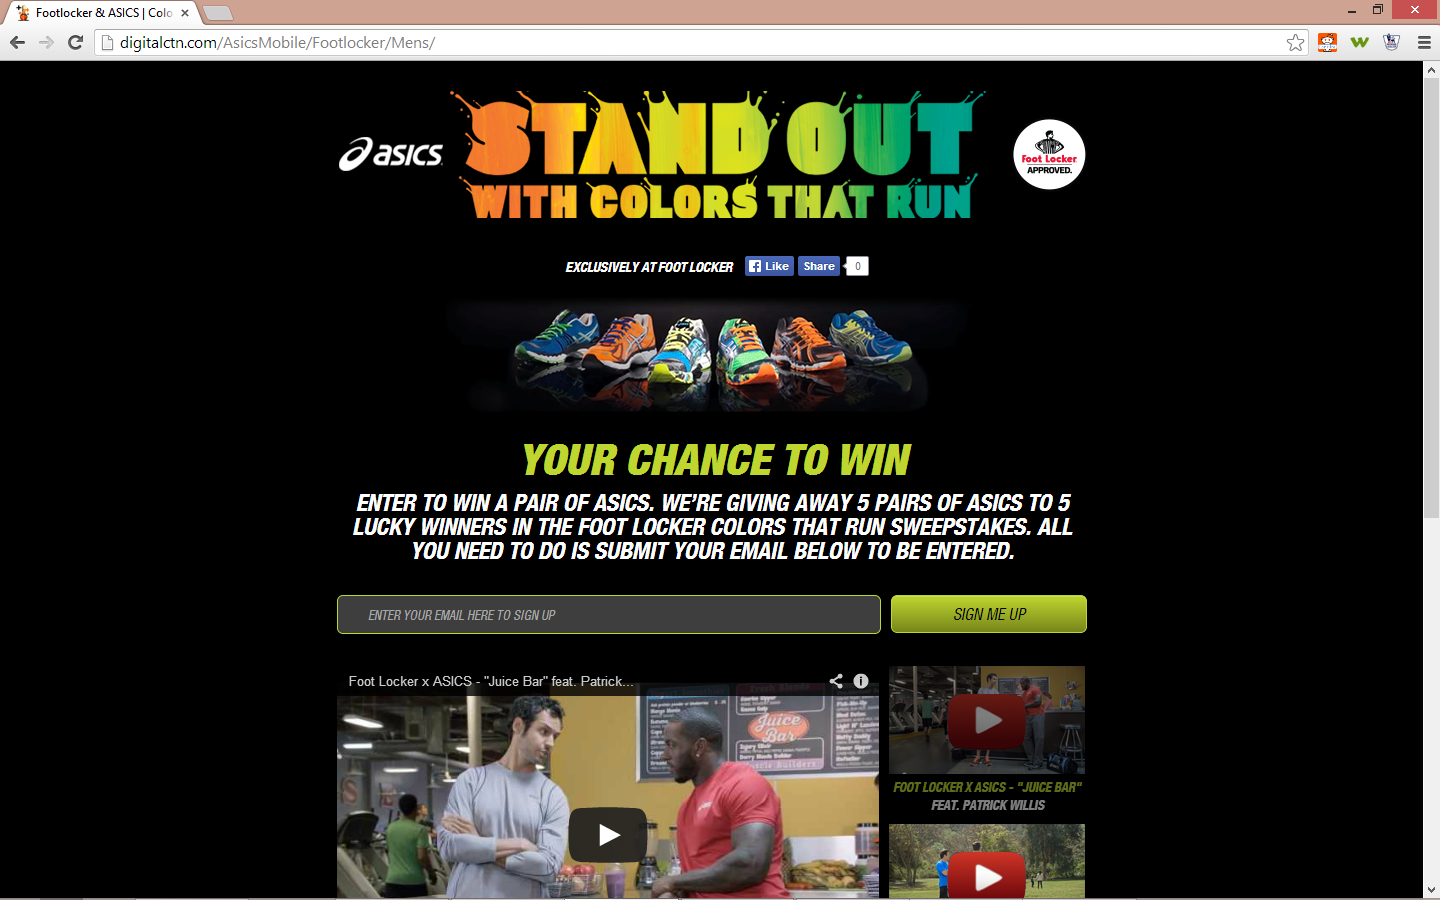 Footlocker & ASICS | Colo
digitalctn.com/AsicsMobile/Footlocker/Mens/
asics
STAND OUT
WITH COLORS THAT RUN
Foot Locker
APPROVED.
EXCLUSIVELY AT FOOT LOCKER
Like
Share
0
YOUR CHANCE TO WIN
ENTER TO WIN A PAIR OF ASICS. WE'RE GIVING AWAY 5 PAIRS OF ASICS TO 5
LUCKY WINNERS IN THE FOOT LOCKER COLORS THAT RUN SWEEPSTAKES. ALL
YOU NEED TO DO IS SUBMIT YOUR EMAIL BELOW TO BE ENTERED.
ENTER YOUR EMAIL HERE TO SIGN UP
SIGN ME UP
Foot Locker x ASICS - "Juice Bar" feat. Patrick...
Juice
Bar
FOOT LOCKER X ASICS - "JUICE BAR"
FEAT. PATRICK WILLIS